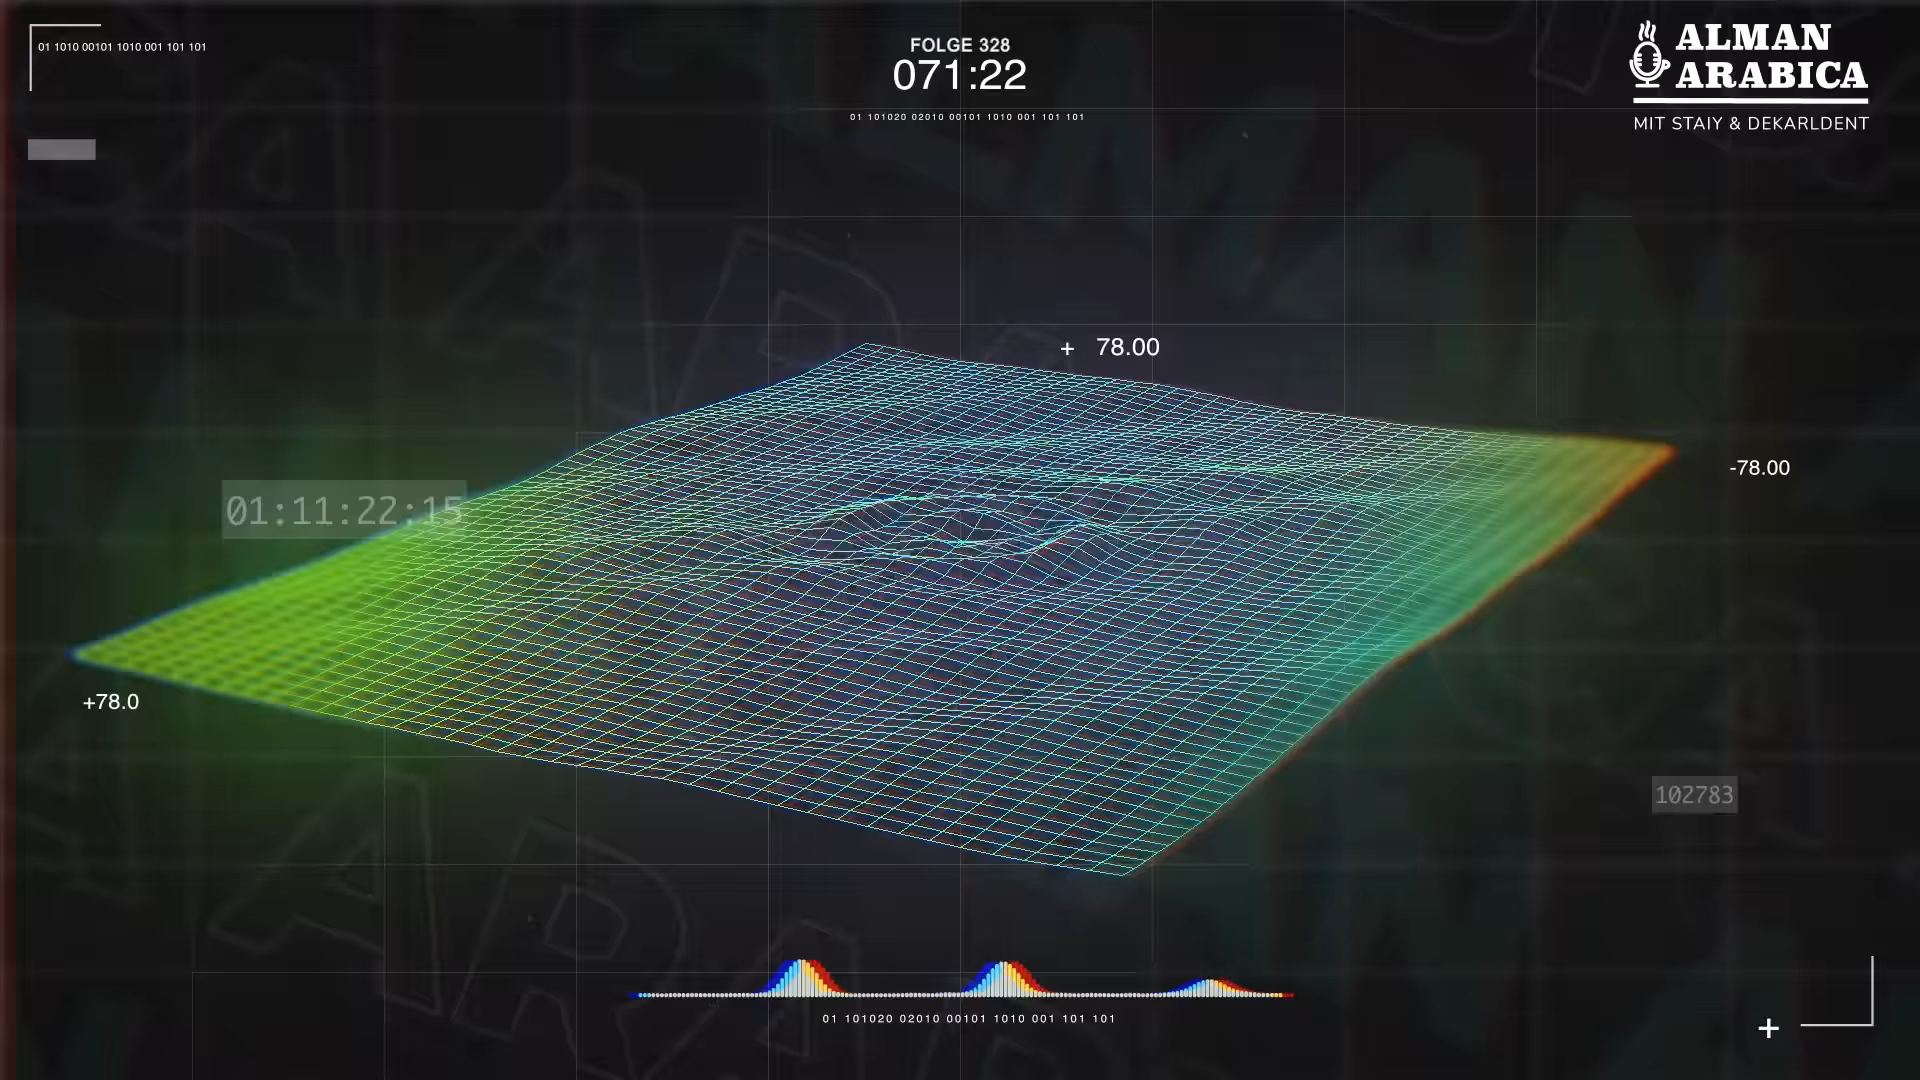 01 1010 00101 1010 001 101 101
FOLGE 328
071:22
01 101020 02010 00101 1010 001 101 101
ALMAN
ARABICA
MIT STAIY & DEKARLDENT
+ 78.00
-78.00
01:11:22:15
+78.0
102783
01 101020 02010 00101 1010 001 101 101
+